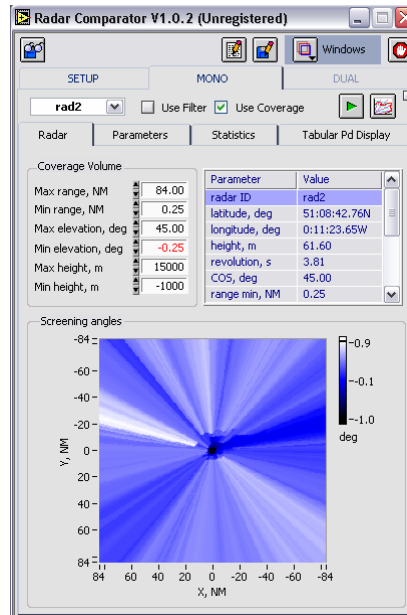 Radar Comparator V1.0.2 (Unregistered)
Windows
SETUP MONO DUAL
rad2 Use Filter Use Coverage
Radar Parameters Statistics Tabular Pd Display
Coverage Volume
Max range, NM 84.00
Min range, NM 0.25
Max elevation, deg 45.00
Min elevation, deg -0.25
Max height, m 15000
Min height, m -1000
Parameter Value
radar ID rad2
latitude, deg 51:08:42.76N
longitude, deg 0:11:23.65W
height, m 61.60
revolution, s 3.81
COS, deg 45.00
range min, NM 0.25
Screening angles
-84
-60
-40
-20
0
20
40
60
84
Y, NM
84 60 40 20 0 -20 -40 -60 -84
X, NM
-0.9
-0.1
-1.0
deg